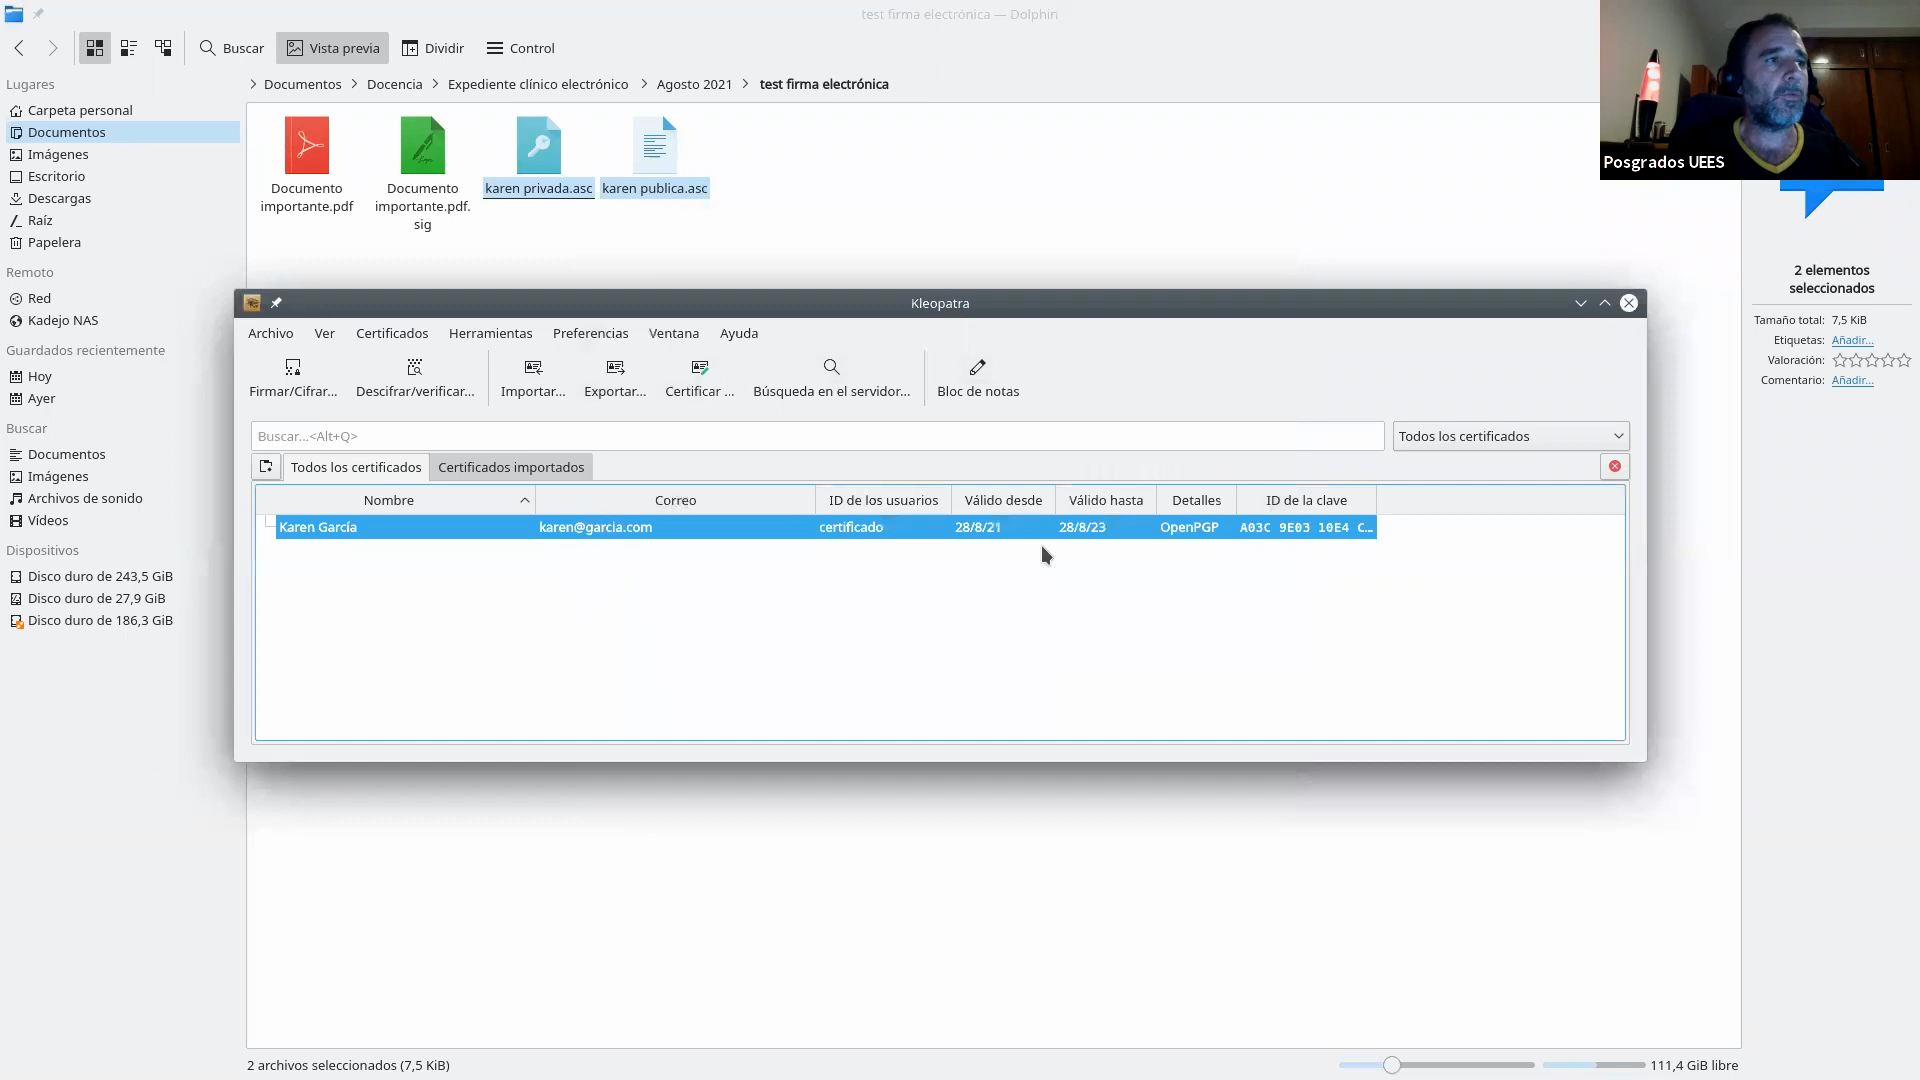 test firma electrónica — Dolphin
Buscar
Vista previa
Dividir
Control
Lugares
Carpeta personal
Documentos
Imágenes
Escritorio
Descargas
Raíz
Papelera
Remoto
Red
Kadejo NAS
Guardados recientemente
Hoy
Ayer
Buscar
Documentos
Imágenes
Archivos de sonido
Vídeos
Dispositivos
Disco duro de 243,5 GiB
Disco duro de 27,9 GiB
Disco duro de 186,3 GiB
Documentos
Docencia
Expediente clínico electrónico
Agosto 2021
test firma electrónica
Documento
importante.pdf
Documento
importante.pdf.
sig
karen privada.asc
karen publica.asc
Posgrados UEES
2 elementos
seleccionados
Tamaño total: 7,5 KiB
Etiquetas: Añadir...
Valoración:
Comentario: Añadir...
Kleopatra
Archivo
Ver
Certificados
Herramientas
Preferencias
Ventana
Ayuda
Firmar/Cifrar...
Descifrar/verificar...
Importar...
Exportar...
Certificar ...
Búsqueda en el servidor...
Bloc de notas
Buscar...<Alt+Q>
Todos los certificados
Todos los certificados
Certificados importados
Nombre
Correo
ID de los usuarios
Válido desde
Válido hasta
Detalles
ID de la clave
Karen García
karen@garcia.com
certificado
28/8/21
28/8/23
OpenPGP
A03C 9E03 10E4 C...
2 archivos seleccionados (7,5 KiB)
111,4 GiB libre